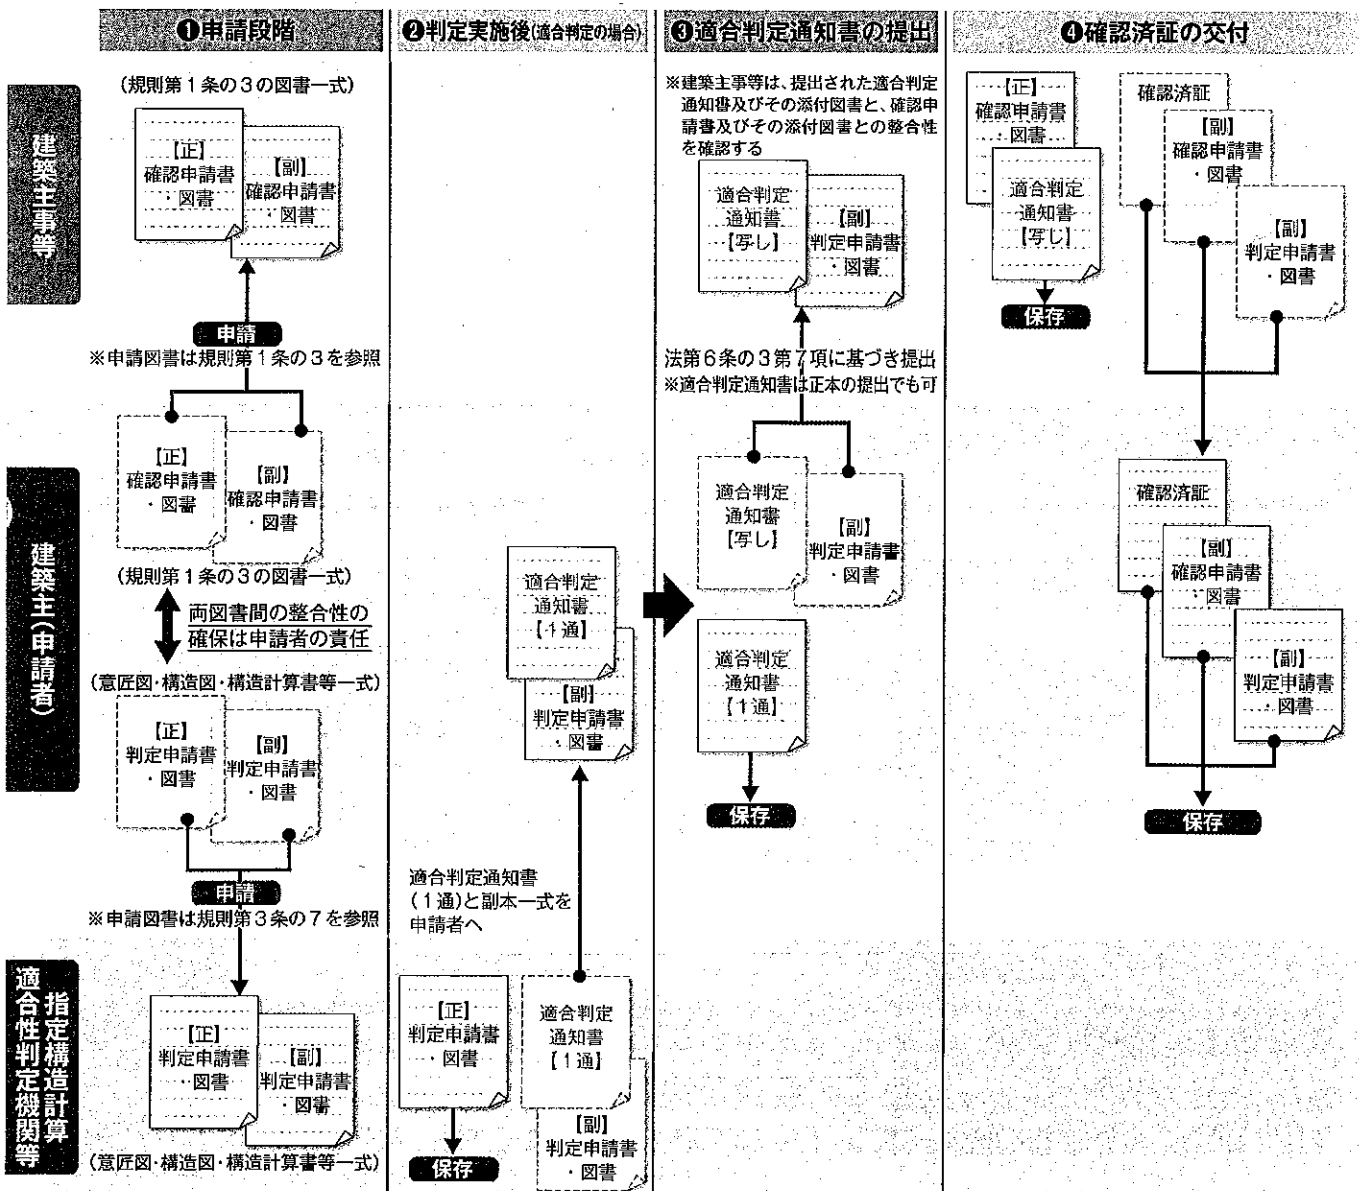 ❶申請段階
❷判定実施後(適合判定の場合)
❸適合判定通知書の提出
❹確認済証の交付
建築主事等
建築主(申請者)
指定構造計算
適合性判定機関等
(規則第1条の3の図書一式)
【正】
確認申請書
・図書
【副】
確認申請書
・図書
申請
※申請図書は規則第1条の3を参照
【正】
確認申請書
・図書
【副】
確認申請書
・図書
(規則第1条の3の図書一式)
両図書間の整合性の
確保は申請者の責任
(意匠図・構造図・構造計算書等一式)
【正】
判定申請書
・図書
【副】
判定申請書
・図書
申請
※申請図書は規則第3条の7を参照
【正】
判定申請書
・図書
【副】
判定申請書
・図書
(意匠図・構造図・構造計算書等一式)
適合判定
通知書
【1通】
【副】
判定申請書
・図書
適合判定通知書
(1通)と副本一式を
申請者へ
【正】
判定申請書
・図書
保存
適合判定
通知書
【1通】
【副】
判定申請書
・図書
※建築主事等は、提出された適合判定
通知書及びその添付図書と、確認申
請書及びその添付図書との整合性
を確認する
適合判定
通知書
【写し】
【副】
判定申請書
・図書
法第6条の3第7項に基づき提出
※適合判定通知書は正本の提出でも可
適合判定
通知書
【写し】
【副】
判定申請書
・図書
適合判定
通知書
【1通】
保存
【正】
確認申請書
・図書
適合判定
通知書
【写し】
保存
確認済証
【副】
確認申請書
・図書
【副】
判定申請書
・図書
確認済証
【副】
確認申請書
・図書
【副】
判定申請書
・図書
保存